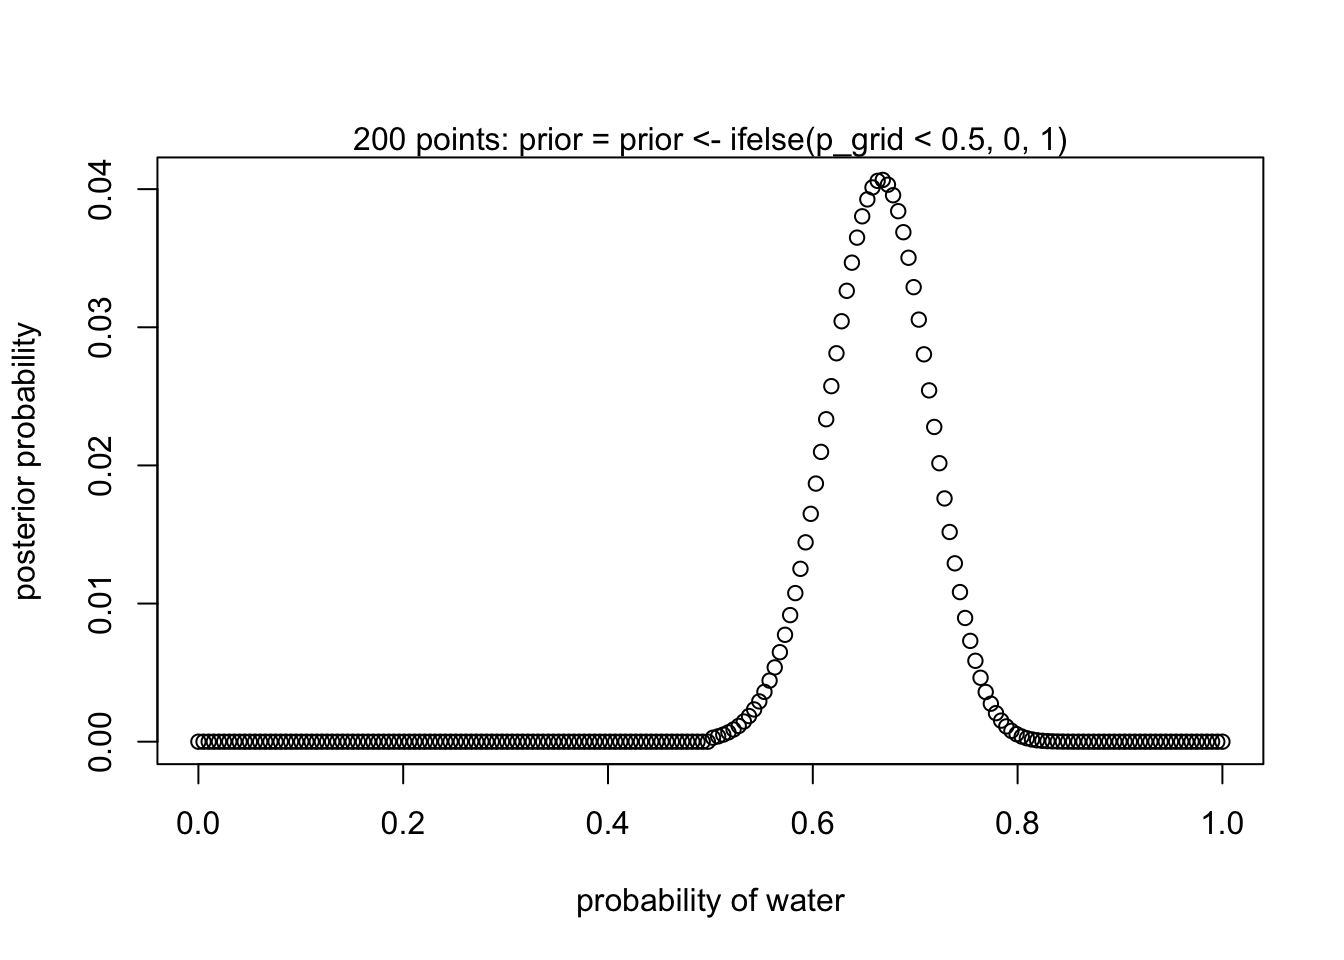 200 points: prior = prior <- ifelse(p_grid < 0.5, 0, 1)
posterior probability
0.04
0.03
0.02
0.01
0.00
0.0 0.2 0.4 0.6 0.8 1.0
probability of water